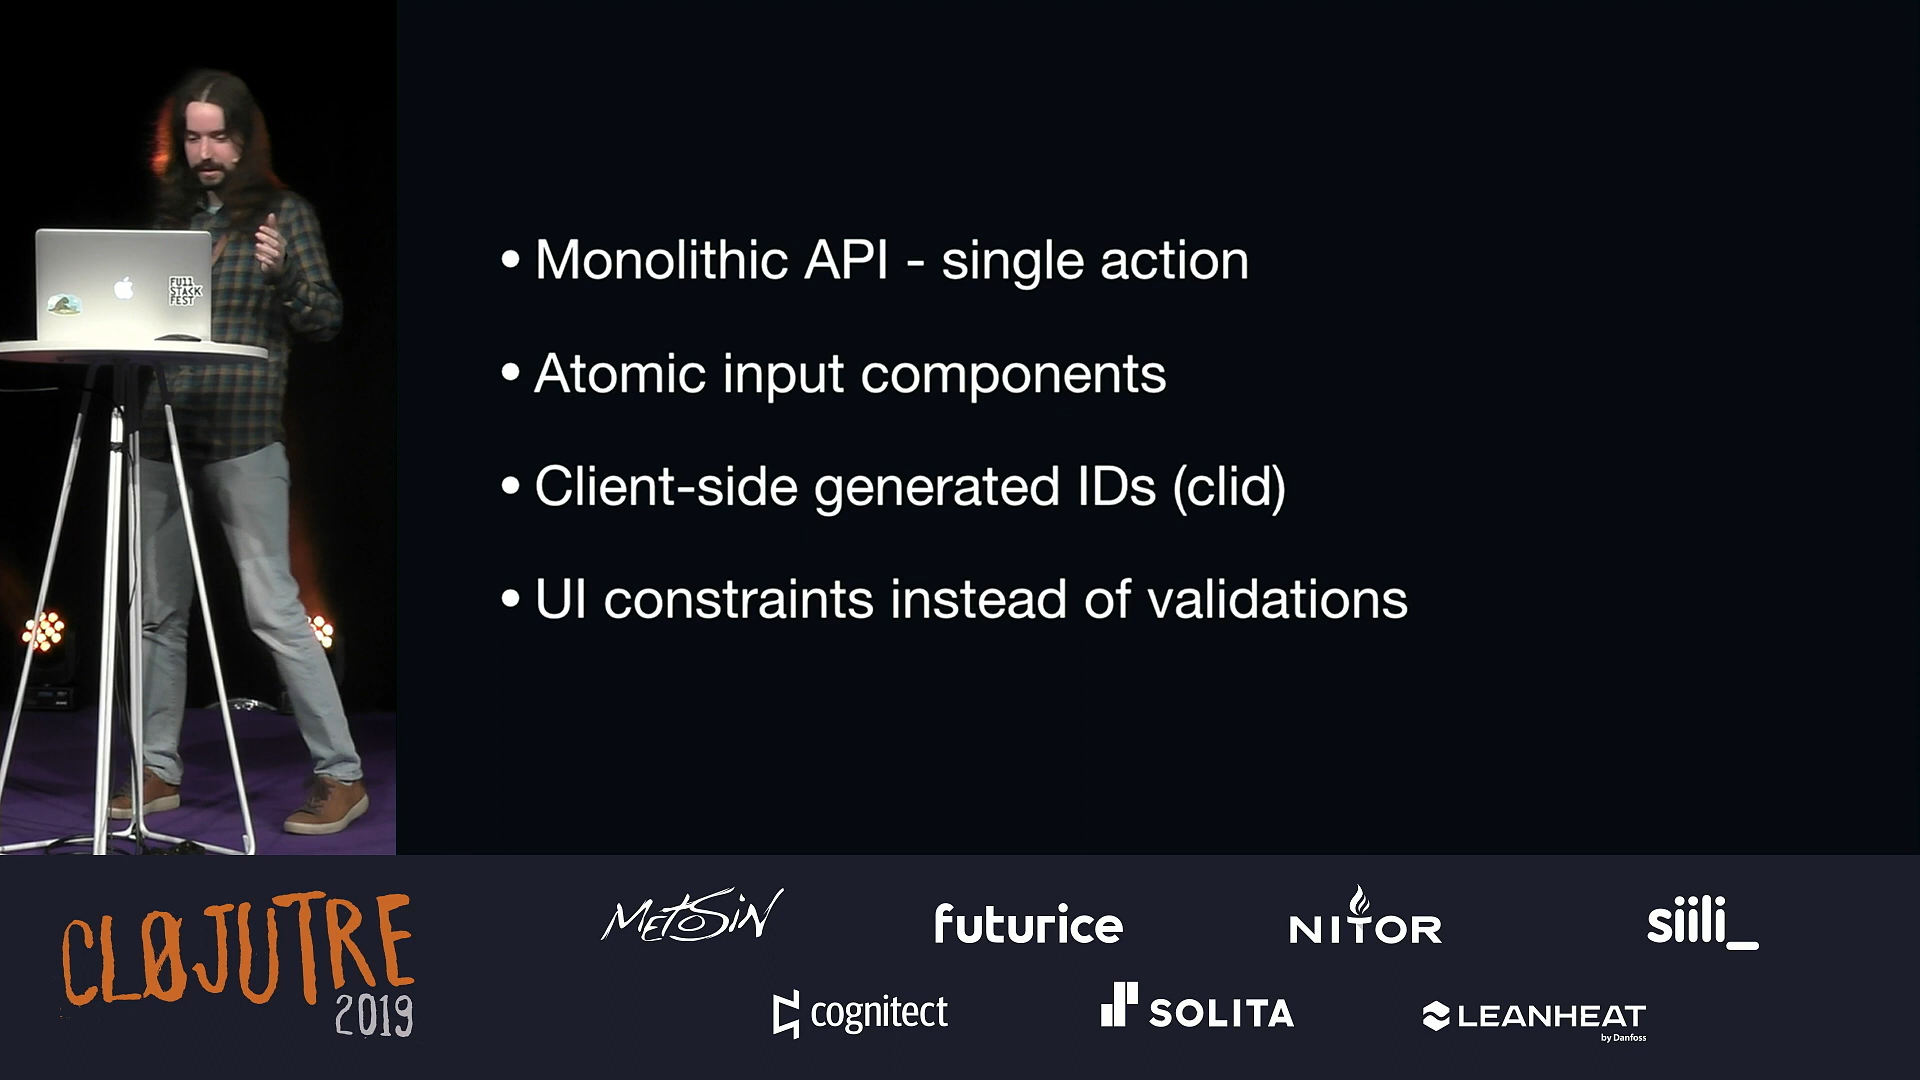 • Monolithic API - single action
• Atomic input components
• Client-side generated IDs (clid)
• UI constraints instead of validations
FULL
STACK
FEST
CLØJUTRE
2019
METOSIN
futurice
NITOR
siili_
cognitect
SOLITA
LEANHEAT
by Danfoss